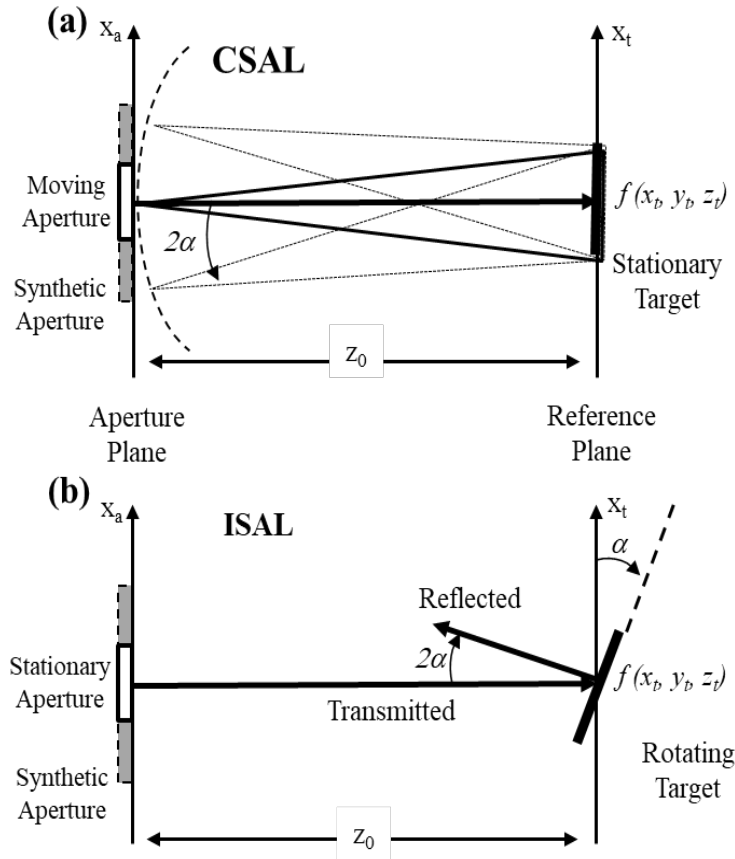 (a)
Xa
CSAL
Xt
Moving
Aperture
f (xt, yt, zt)
2α
Stationary
Target
Synthetic
Aperture
Z0
Aperture
Plane
Reference
Plane
(b)
Xa
ISAL
Xt
α
Reflected
2α
Stationary
Aperture
f (xt, yt, zt)
Transmitted
Rotating
Target
Synthetic
Aperture
Z0